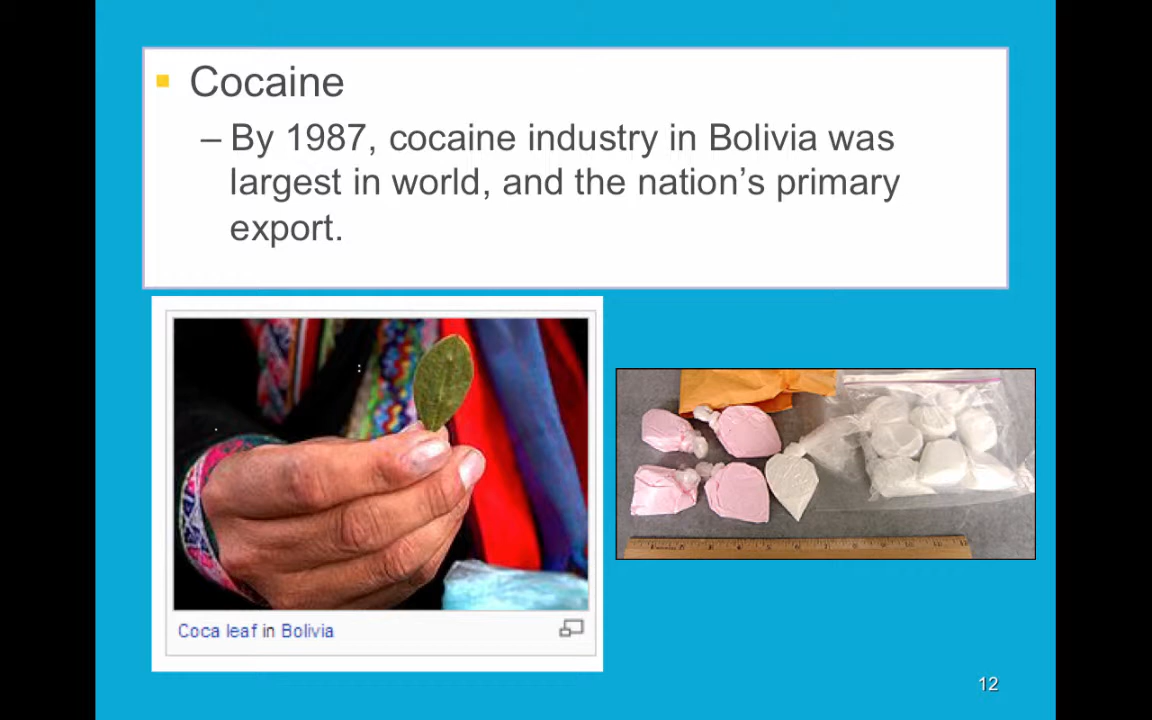 Cocaine
– By 1987, cocaine industry in Bolivia was
largest in world, and the nation’s primary
export.
Coca leaf in Bolivia
12